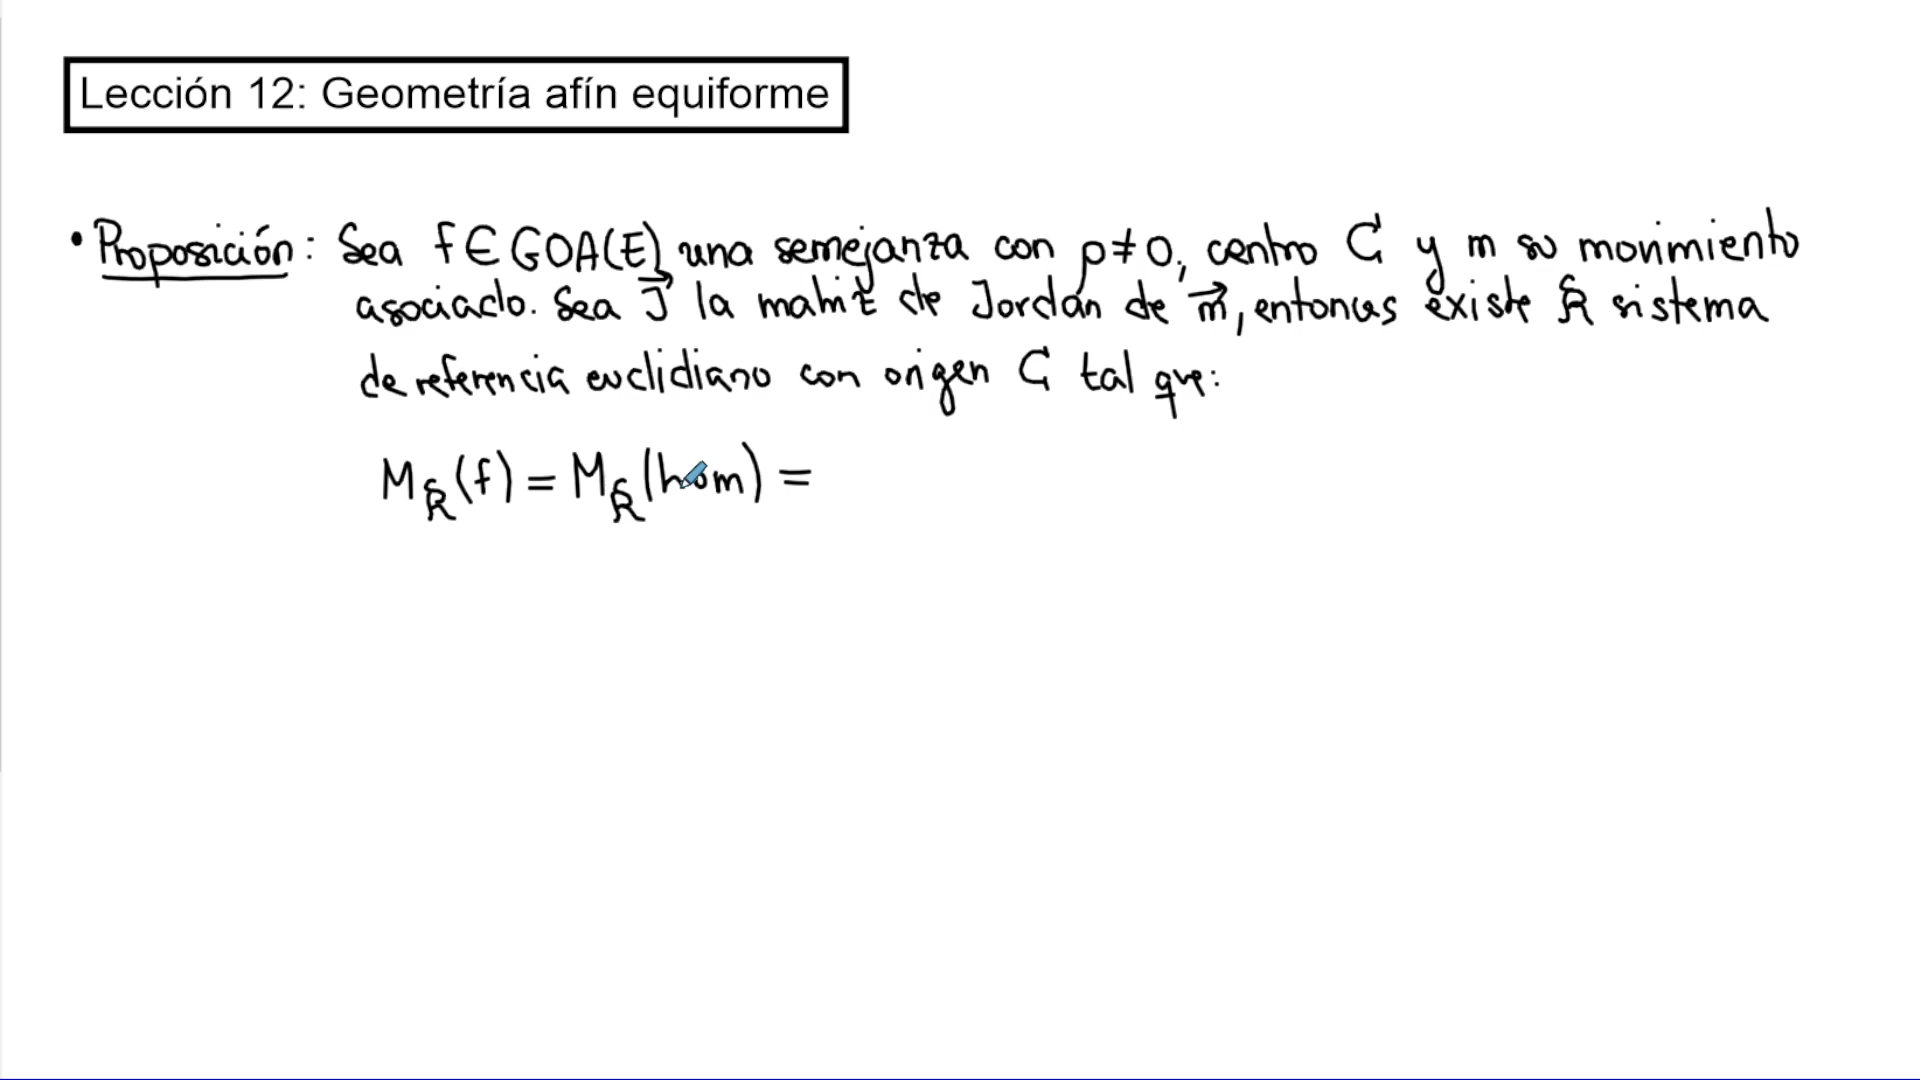 Lección 12: Geometría afín equiforme
• Proposición: Sea f∈GOA(E) una semejanza con ρ≠0, centro C y m su movimiento
asociado. Sea J⃗ la matriz de Jordan de m⃗, entonces existe ℜ sistema
de referencia euclidiano con origen C tal que:
M_ℜ(f) = M_ℜ(h∘m) =